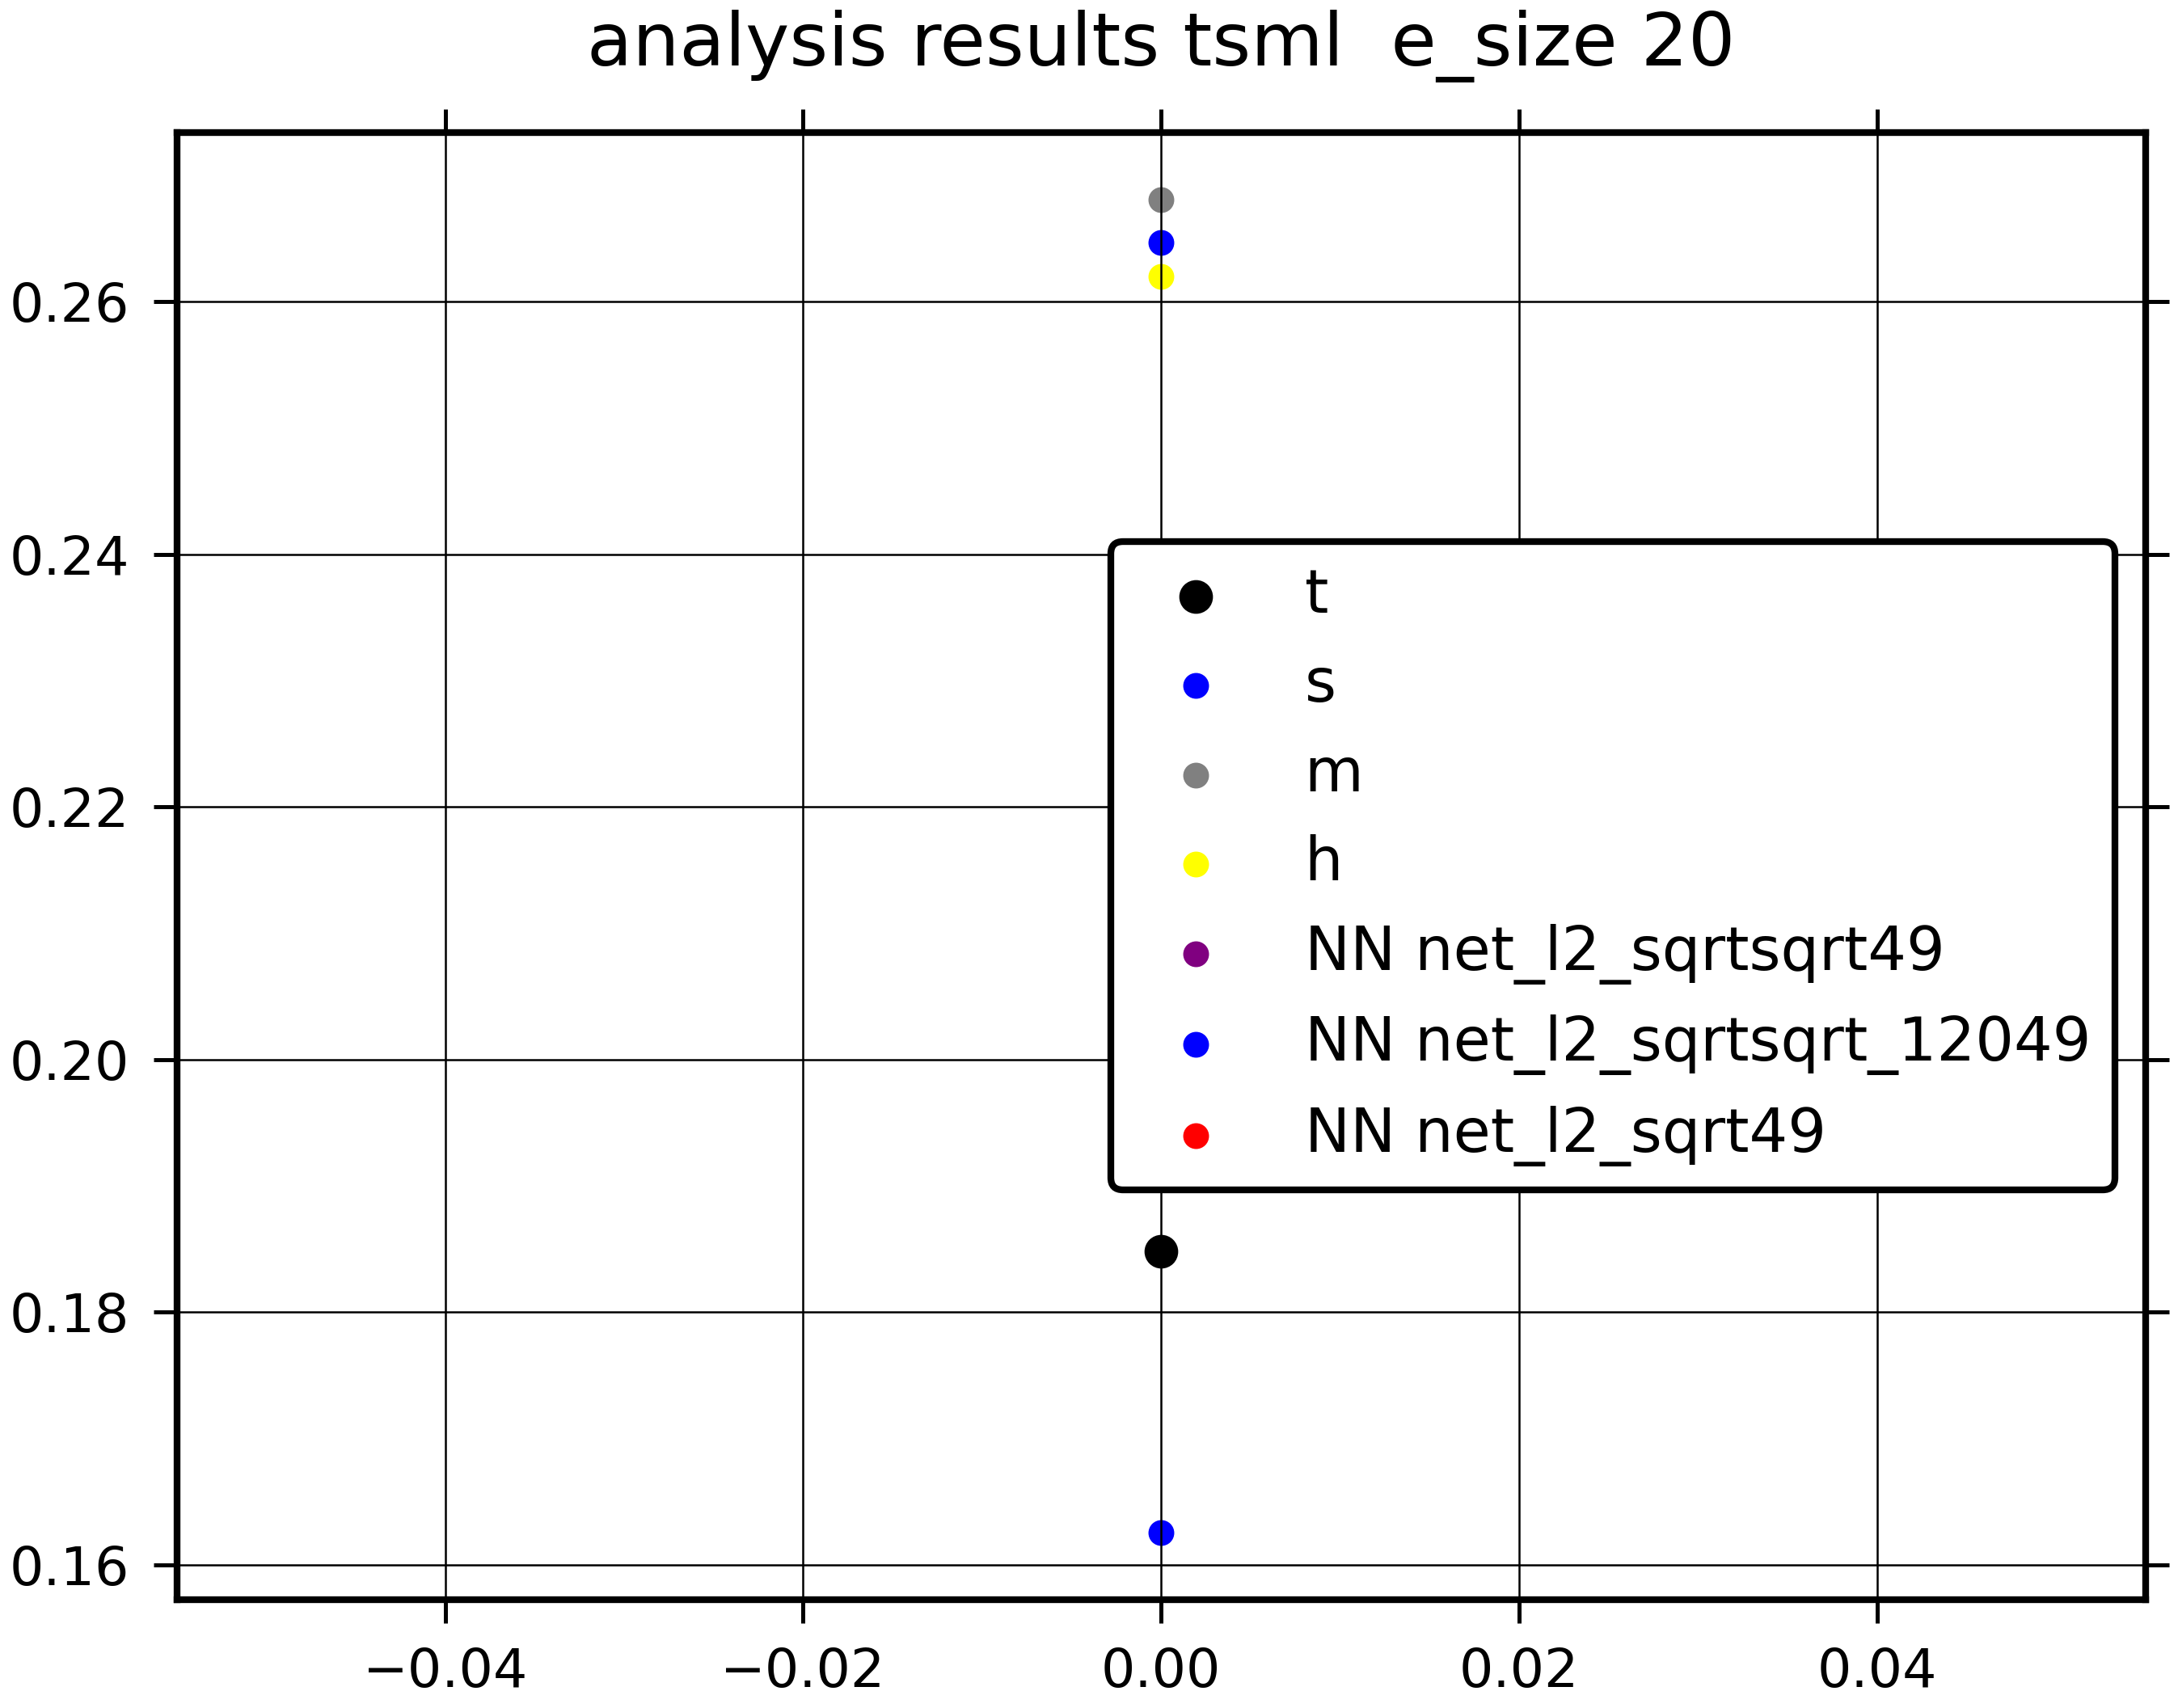 analysis results tsml  e_size 20
0.26
0.24
0.22
0.20
0.18
0.16
t
s
m
h
NN net_l2_sqrtsqrt49
NN net_l2_sqrtsqrt_12049
NN net_l2_sqrt49
−0.04
−0.02
0.00
0.02
0.04